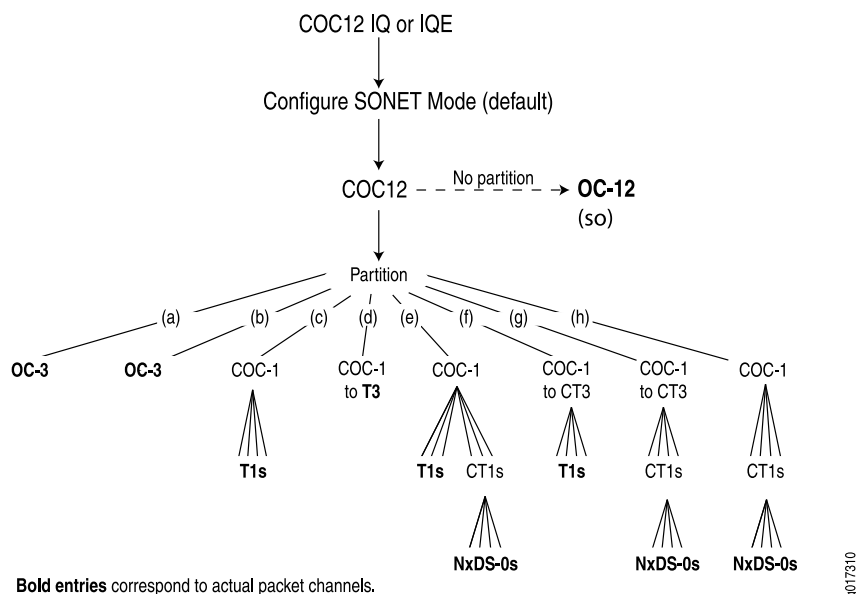 COC12 IQ or IQE
Configure SONET Mode (default)
COC12
No partition
OC-12
(so)
Partition
(a)
(b)
(c)
(d)
(e)
(f)
(g)
(h)
OC-3
OC-3
COC-1
COC-1
to T3
COC-1
COC-1
to CT3
COC-1
to CT3
COC-1
T1s
T1s
CT1s
T1s
CT1s
CT1s
NxDS-0s
NxDS-0s
NxDS-0s
Bold entries correspond to actual packet channels.
g017310